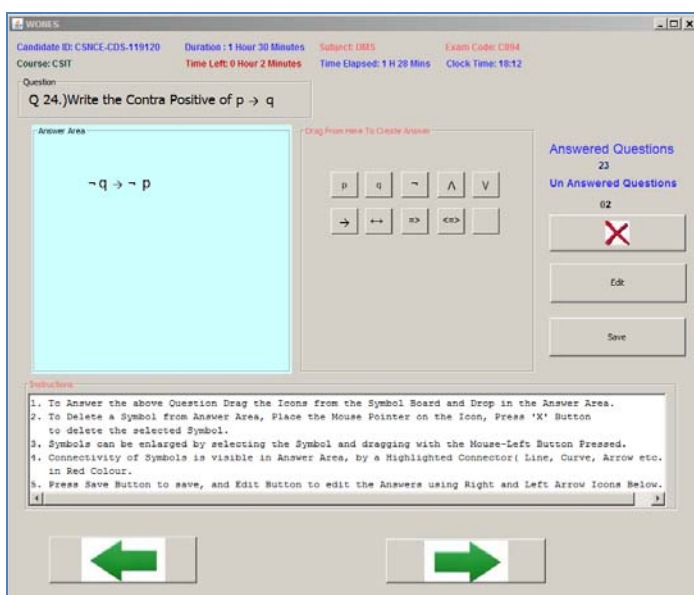 WONES
Candidate ID: CSNCE-CDS-119120 Duration : 1 Hour 30 Minutes Subject: DMS Exam Code: C094
Course: CSIT Time Left: 0 Hour 2 Minutes Time Elapsed: 1 H 28 Mins Clock Time: 18:12
Question
Q 24.)Write the Contra Positive of p → q
Answer Area
Drag From Here To Create Answer
¬ q → ¬ p
p q ¬ Λ V
→ ↔ => <=>
Answered Questions
23
Un Answered Questions
02
X
Edit
Save
Instructions
1. To Answer the above Question Drag the Icons from the Symbol Board and Drop in the Answer Area.
2. To Delete a Symbol from Answer Area, Place the Mouse Pointer on the Icon, Press 'X' Button
to delete the selected Symbol.
3. Symbols can be enlarged by selecting the Symbol and dragging with the Mouse-Left Button Pressed.
4. Connectivity of Symbols is visible in Answer Area, by a Highlighted Connector( Line, Curve, Arrow etc.
in Red Colour.
5. Press Save Button to save, and Edit Button to edit the Answers using Right and Left Arrow Icons Below.